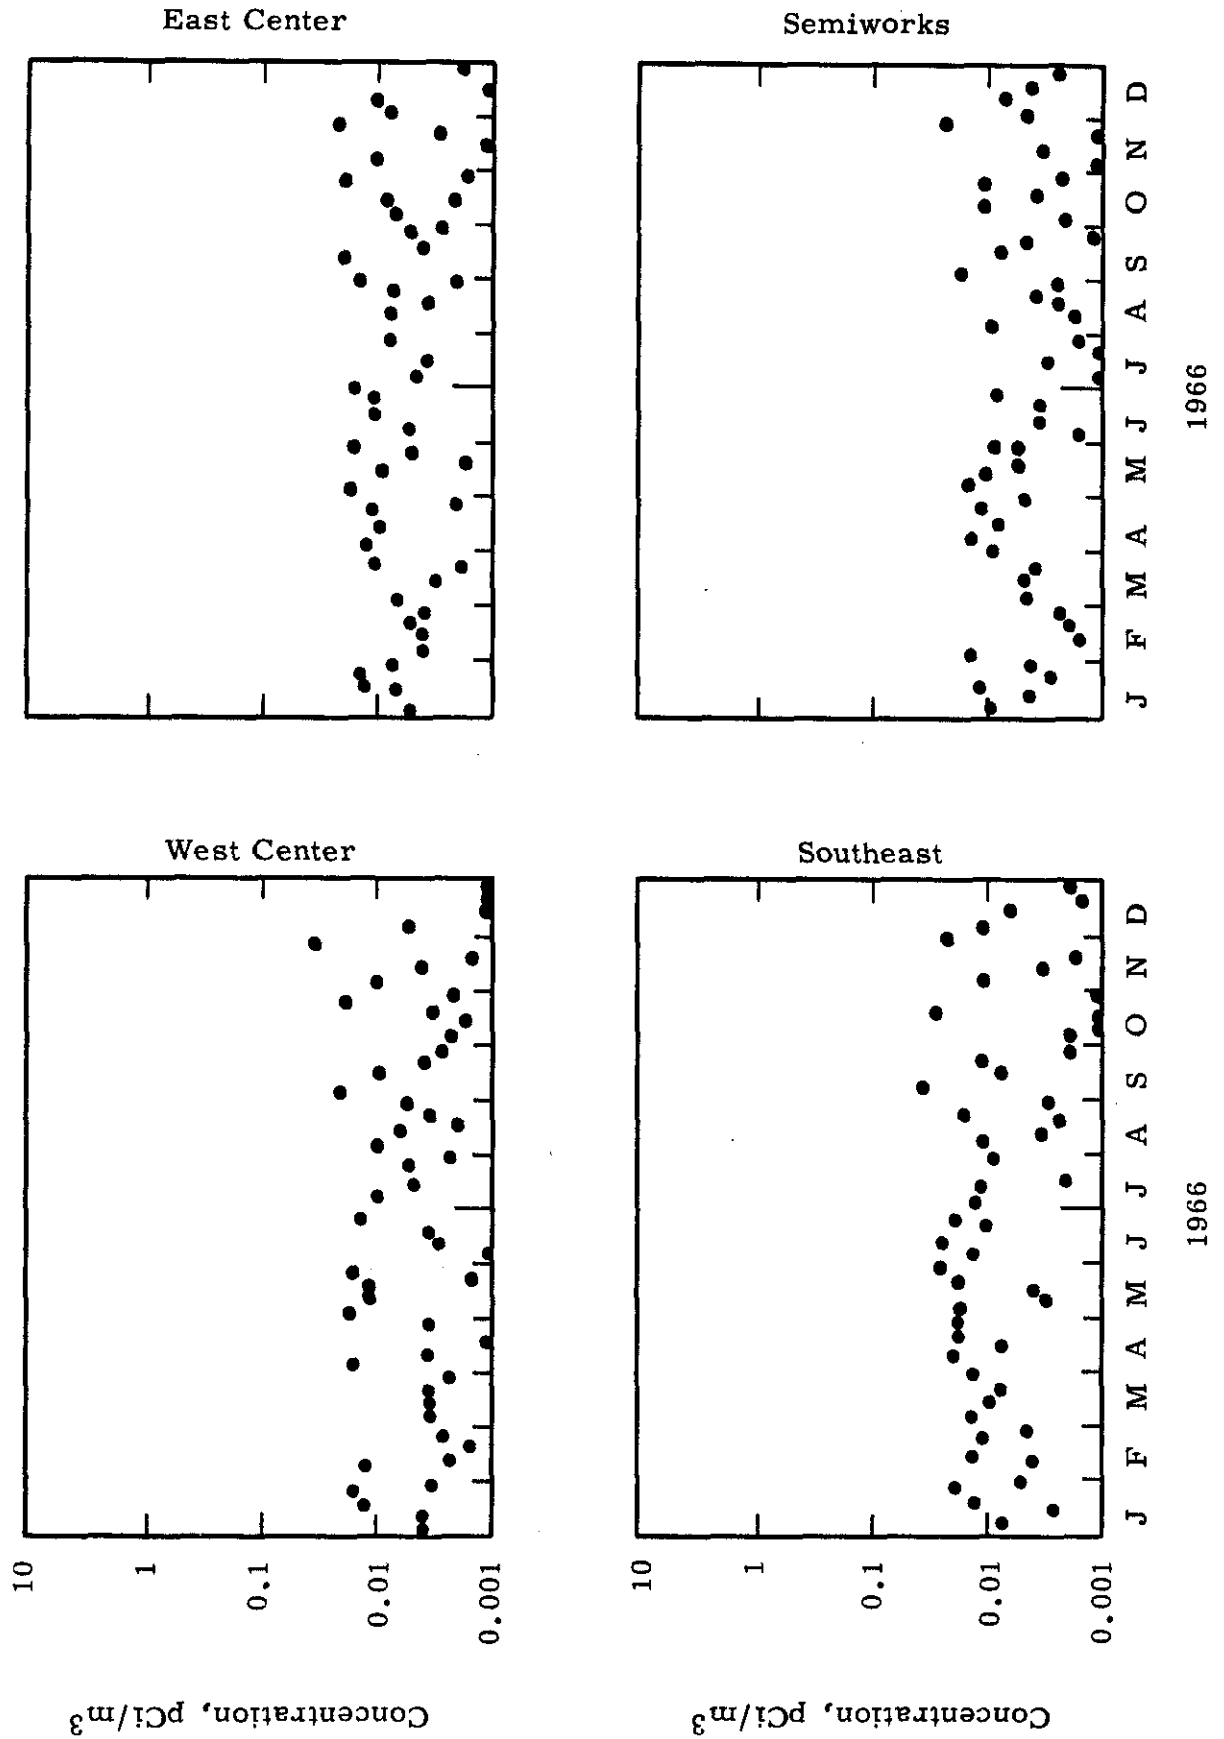 West Center
East Center
Concentration, pCi/m³
10
1
0.1
0.01
0.001
Southeast
Semiworks
Concentration, pCi/m³
10
1
0.1
0.01
0.001
J F M A M J J A S O N D
1966
J F M A M J J A S O N D
1966